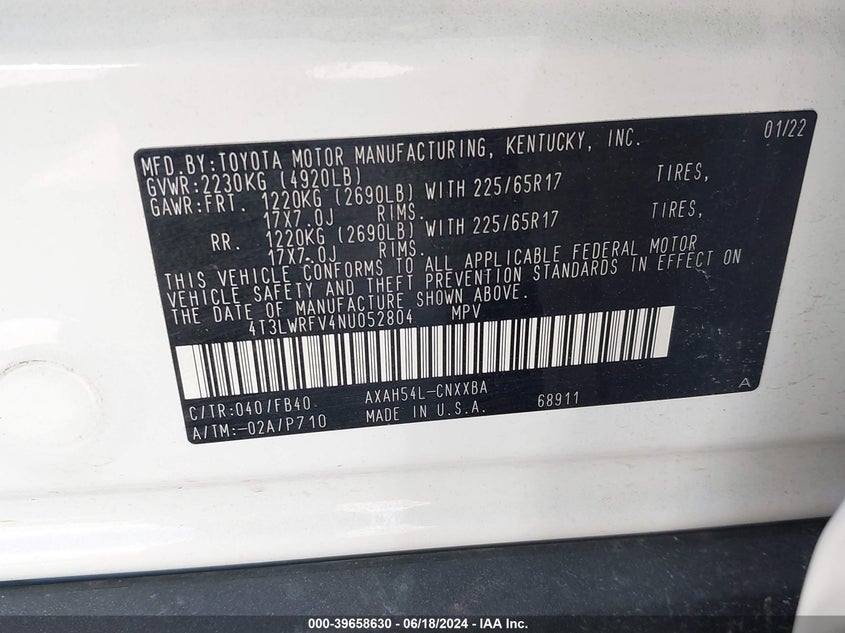 01/22
MFD.BY:TOYOTA MOTOR MANUFACTURING, KENTUCKY, INC.
GVWR:2230KG (4920LB)
GAWR:FRT. 1220KG (2690LB) WITH 225/65R17 TIRES,
17X7.0J RIMS.
RR. 1220KG (2690LB) WITH 225/65R17 TIRES,
17X7.0J RIMS.
THIS VEHICLE CONFORMS TO ALL APPLICABLE FEDERAL MOTOR
VEHICLE SAFETY AND THEFT PREVENTION STANDARDS IN EFFECT ON
THE DATE OF MANUFACTURE SHOWN ABOVE.
4T3LWRFV4NU052804 MPV
C/TR:040/FB40 AXAH54L-CNXXBA A
A/TM:-02A/P710 MADE IN U.S.A. 68911
000-39658630 - 06/18/2024 - IAA Inc.